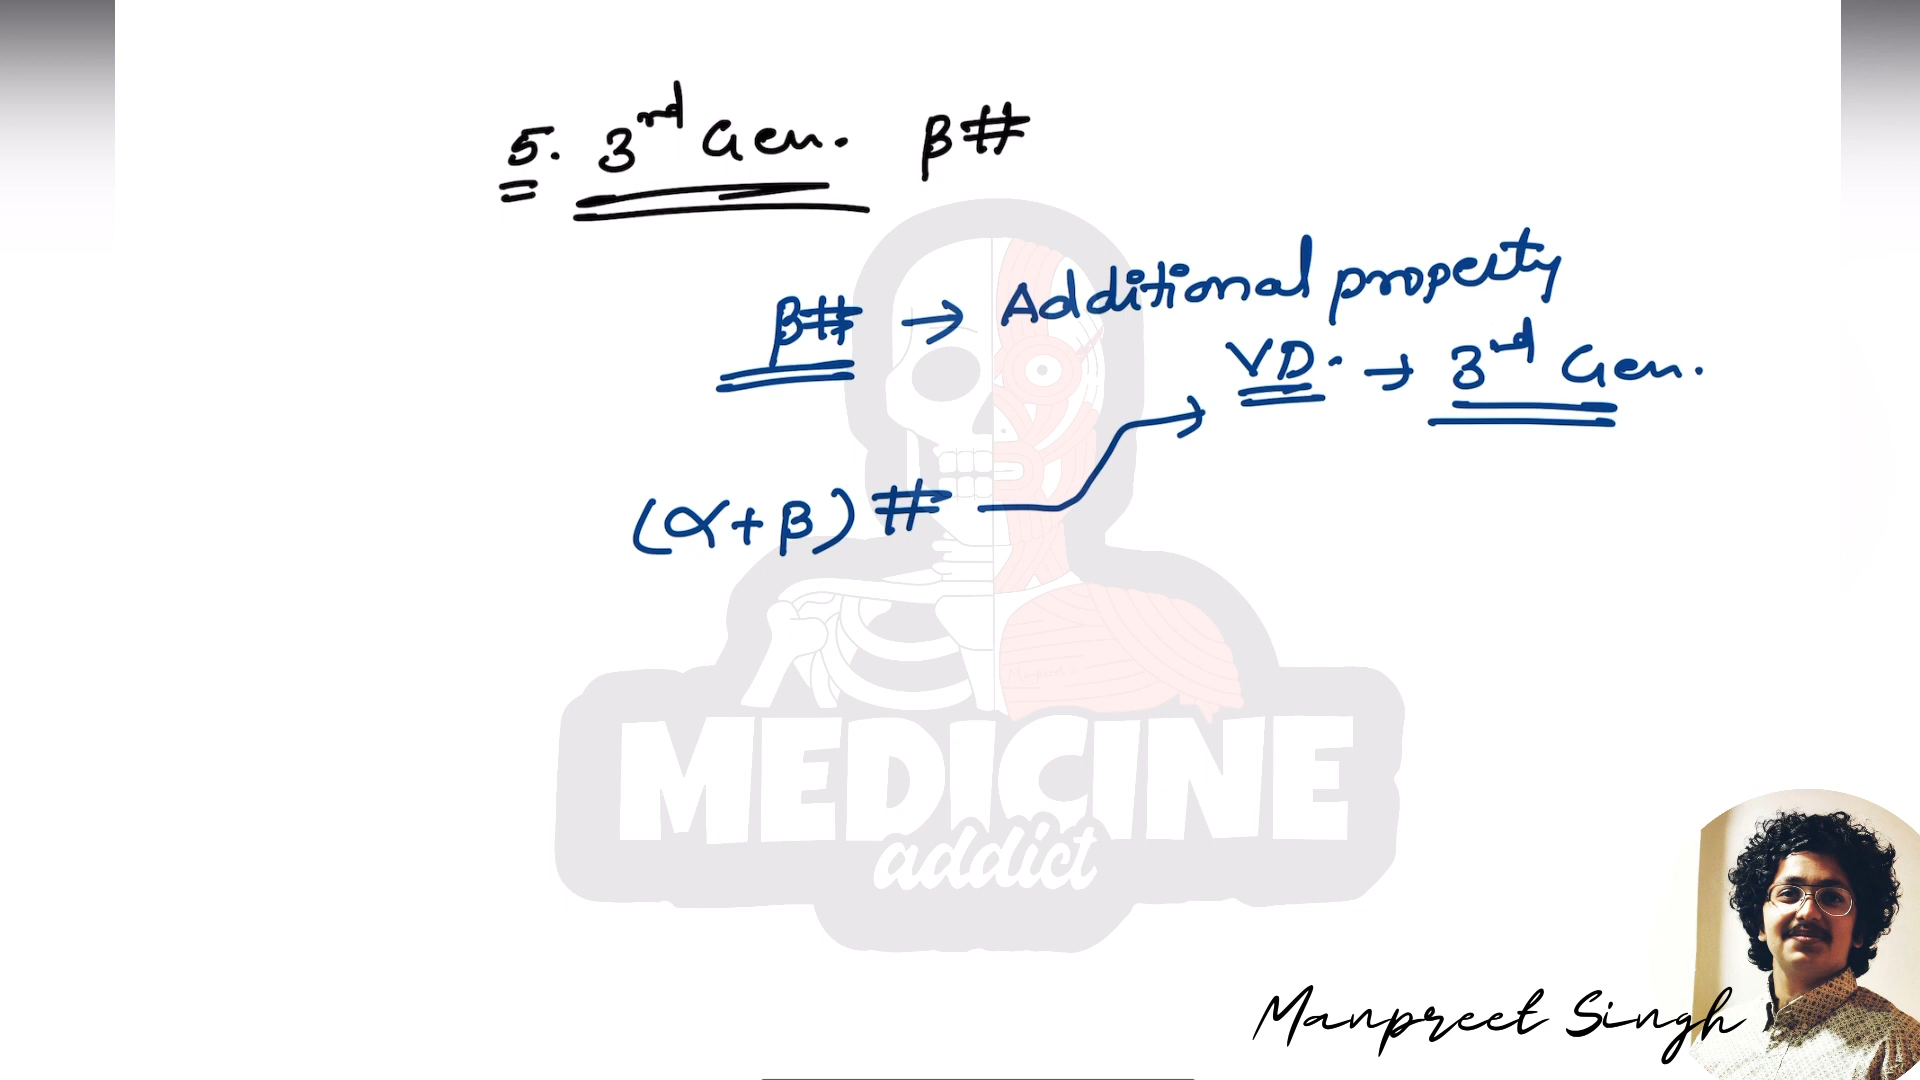 5. 3rd Gen. β#
β# → Additional property
VD. → 3rd Gen.
(α+β)#
MEDICINE
addict
Manpreet Singh